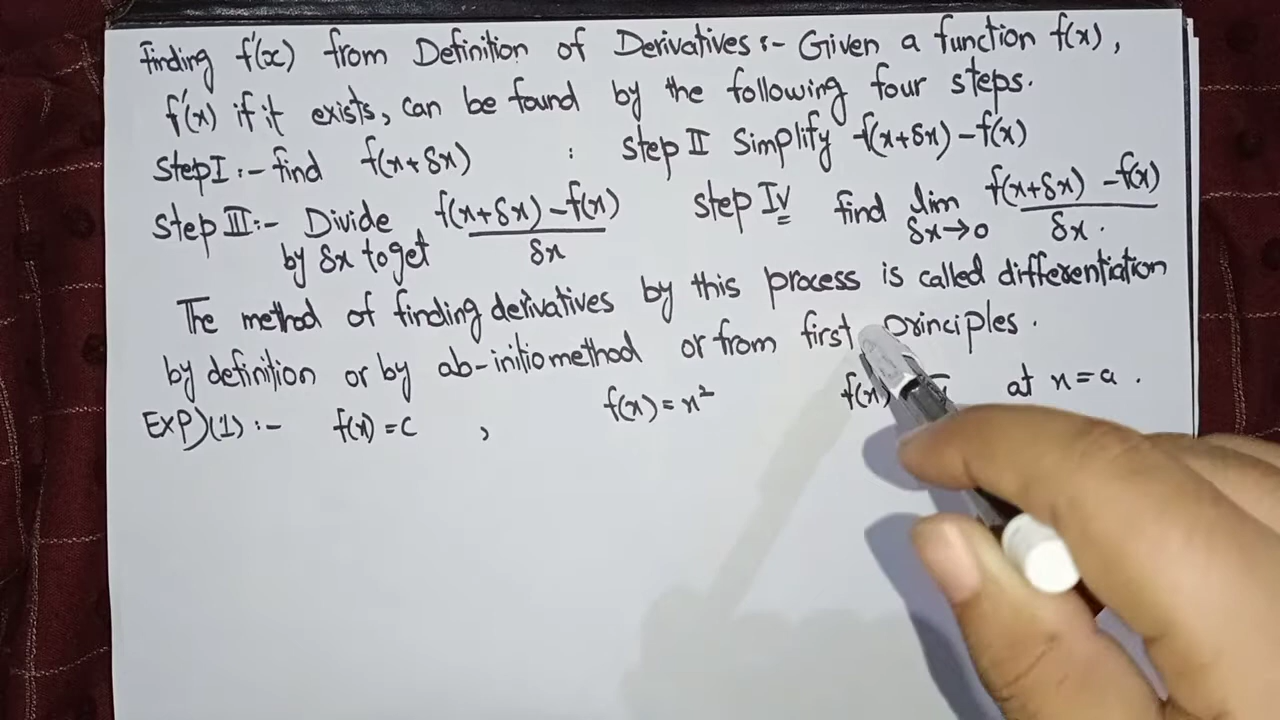 Finding f'(x) from Definition of Derivatives :- Given a function f(x),
f'(x) if it exists, can be found by the following four steps.
Step I :- find f(x+δx) : Step II Simplify f(x+δx) – f(x)
Step III :- Divide f(x+δx) – f(x) / δx Step IV find lim δx→0 f(x+δx) – f(x) / δx.
by δx to get
The method of finding derivatives by this process is called differentiation
by definition or by ab-initio method or from first principles.
EXP)(1) :- f(x) = c , f(x) = x² f(x) at x = a.